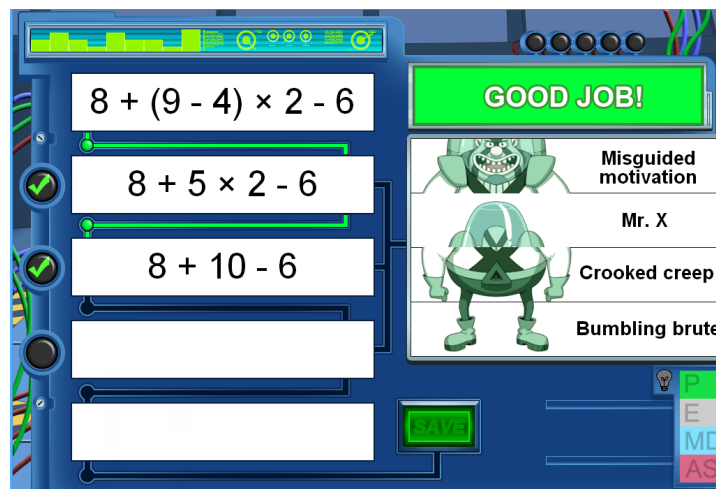 8 + (9 - 4) × 2 - 6
GOOD JOB!
8 + 5 × 2 - 6
Misguided
motivation
Mr. X
8 + 10 - 6
Crooked creep
Bumbling brute
SAVE
P
E
MD
AS